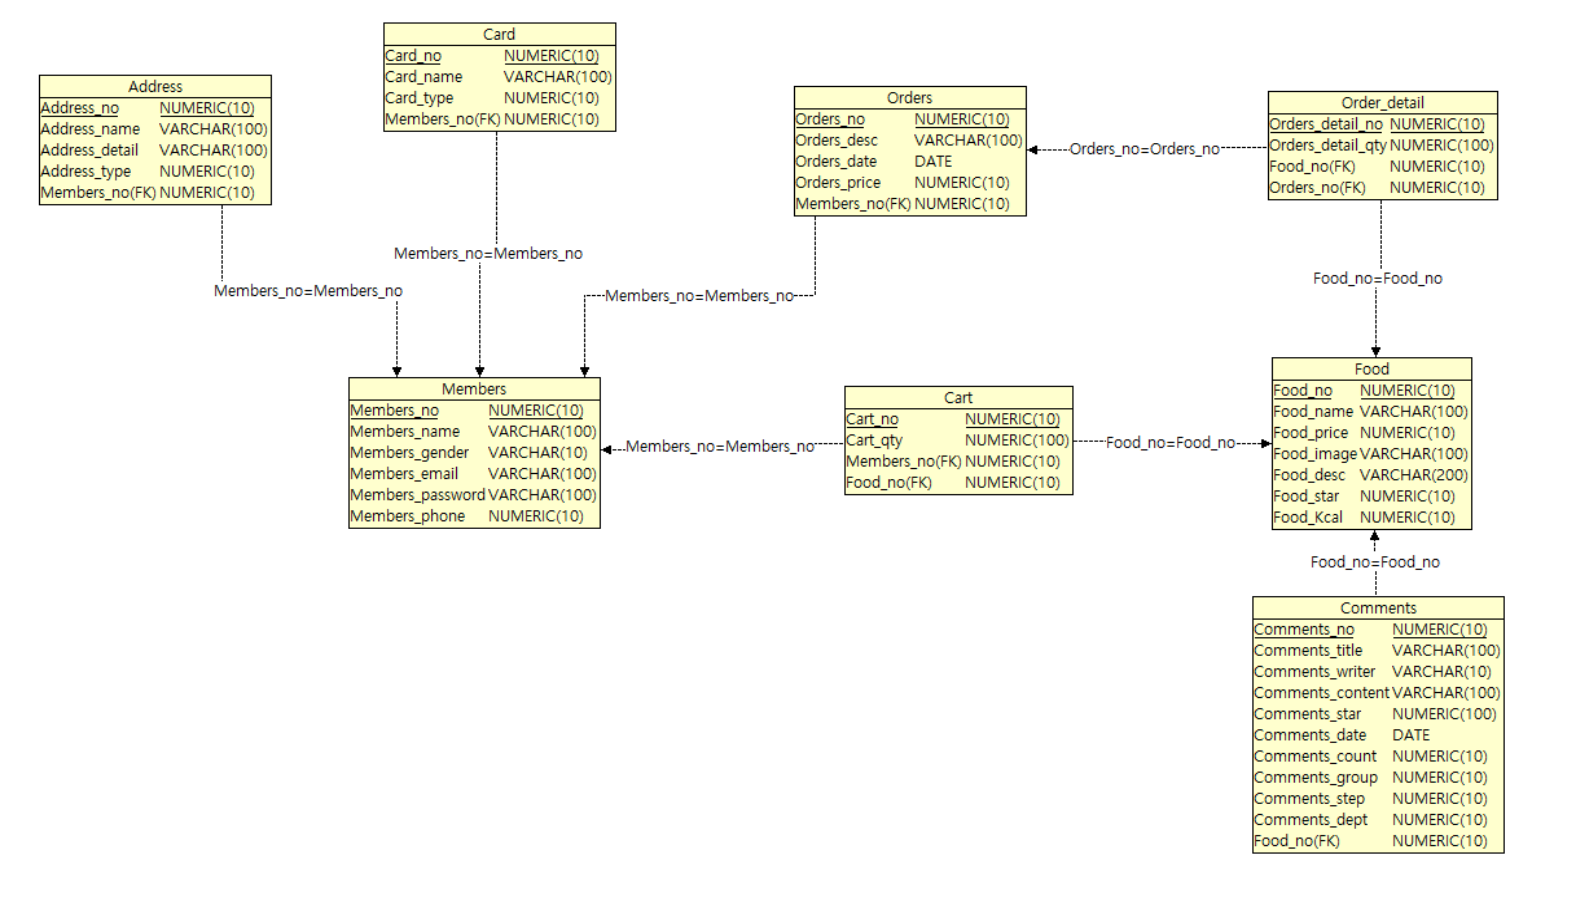 Card
Card_no NUMERIC(10)
Card_name VARCHAR(100)
Card_type NUMERIC(10)
Members_no(FK) NUMERIC(10)
Address
Address_no NUMERIC(10)
Address_name VARCHAR(100)
Address_detail VARCHAR(100)
Address_type NUMERIC(10)
Members_no(FK) NUMERIC(10)
Orders
Orders_no NUMERIC(10)
Orders_desc VARCHAR(100)
Orders_date DATE
Orders_price NUMERIC(10)
Members_no(FK) NUMERIC(10)
Orders_no=Orders_no
Order_detail
Orders_detail_no NUMERIC(10)
Orders_detail_qty NUMERIC(100)
Food_no(FK) NUMERIC(10)
Orders_no(FK) NUMERIC(10)
Members_no=Members_no
Members_no=Members_no
Members_no=Members_no
Food_no=Food_no
Members
Members_no NUMERIC(10)
Members_name VARCHAR(100)
Members_gender VARCHAR(10)
Members_email VARCHAR(100)
Members_password VARCHAR(100)
Members_phone NUMERIC(10)
Members_no=Members_no
Cart
Cart_no NUMERIC(10)
Cart_qty NUMERIC(100)
Members_no(FK) NUMERIC(10)
Food_no(FK) NUMERIC(10)
Food_no=Food_no
Food
Food_no NUMERIC(10)
Food_name VARCHAR(100)
Food_price NUMERIC(10)
Food_image VARCHAR(100)
Food_desc VARCHAR(200)
Food_star NUMERIC(10)
Food_Kcal NUMERIC(10)
Food_no=Food_no
Comments
Comments_no NUMERIC(10)
Comments_title VARCHAR(100)
Comments_writer VARCHAR(10)
Comments_content VARCHAR(100)
Comments_star NUMERIC(100)
Comments_date DATE
Comments_count NUMERIC(10)
Comments_group NUMERIC(10)
Comments_step NUMERIC(10)
Comments_dept NUMERIC(10)
Food_no(FK) NUMERIC(10)